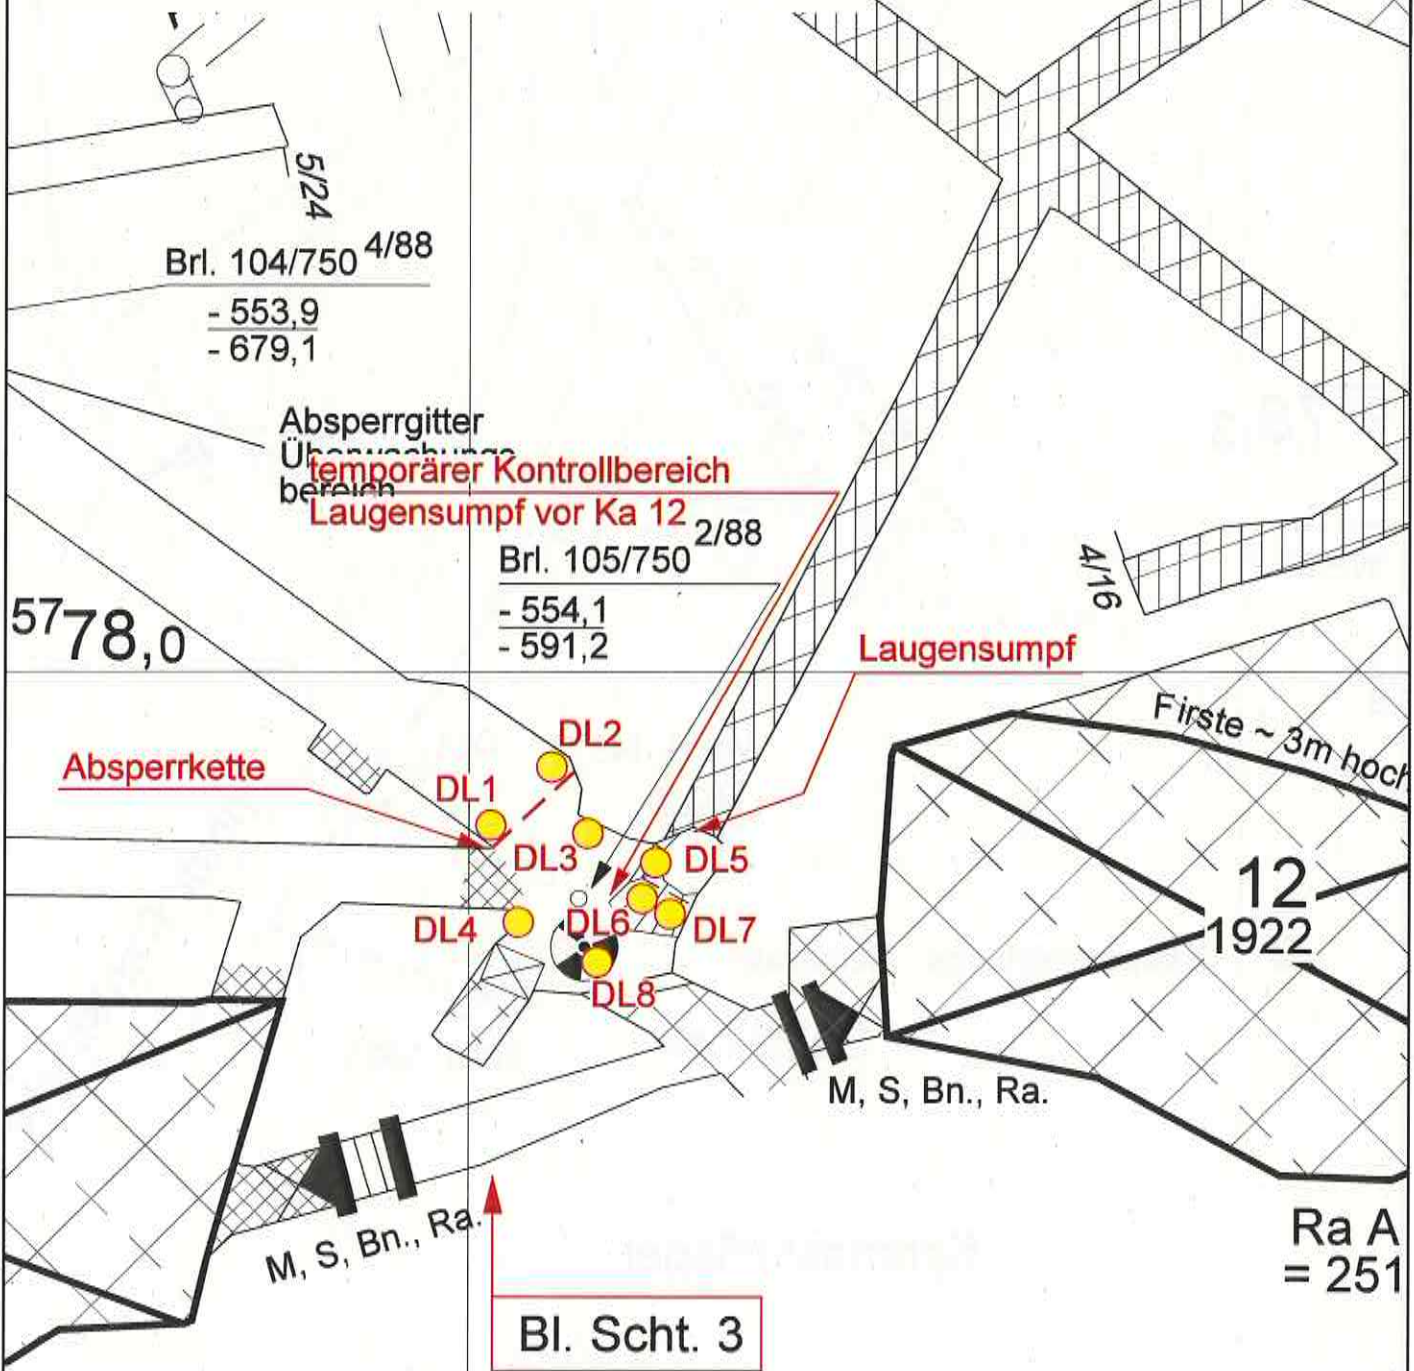 5/24
Brl. 104/750 4/88
- 553,9
- 679,1
Absperrgitter
bereich
temporärer Kontrollbereich
Laugensumpf vor Ka 12
Brl. 105/750 2/88
- 554,1
- 591,2
4/16
5778,0
Laugensumpf
Firste ~ 3m hoch
Absperrkette
DL2
DL1
DL3
DL5
DL4
DL6
DL7
DL8
12
1922
M, S, Bn., Ra.
M, S, Bn., Ra.
Ra A
= 251
Bl. Scht. 3